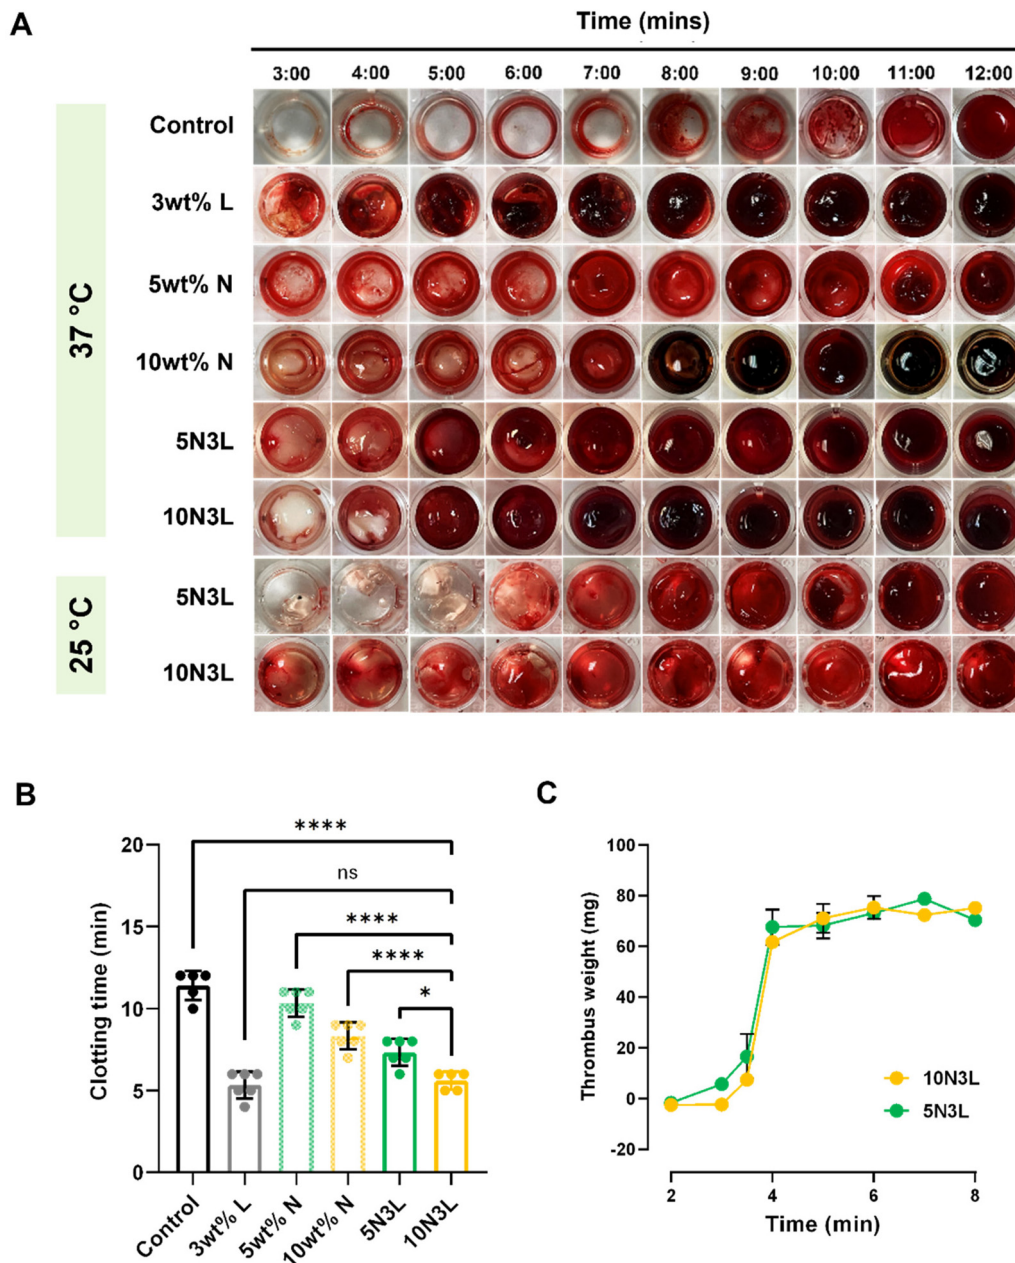 A
Time (mins)
3:00 4:00 5:00 6:00 7:00 8:00 9:00 10:00 11:00 12:00
37 °C
Control
3wt% L
5wt% N
10wt% N
5N3L
10N3L
25 °C
5N3L
10N3L
B
Clotting time (min)
20
15
10
5
0
****
ns
****
****
*
Control
3wt% L
5wt% N
10wt% N
5N3L
10N3L
C
Thrombus weight (mg)
100
80
60
40
20
0
-20
10N3L
5N3L
2 4 6 8
Time (min)